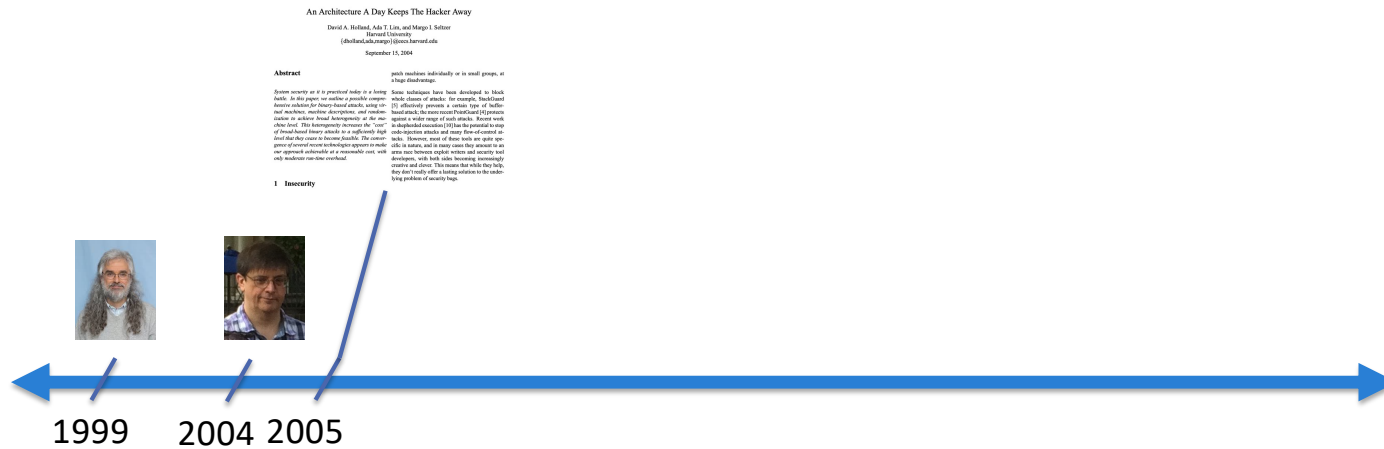 An Architecture A Day Keeps The Hacker Away
David A. Holland, Ada T. Lim, and Margo I. Seltzer
Harvard University
{dholland,ada,margo}@eecs.harvard.edu
September 15, 2004
Abstract
System security as it is practiced today is a losing
battle. In this paper, we outline a possible compre-
hensive solution for binary-based attacks, using vir-
tual machines, machine descriptions, and random-
ization to achieve broad heterogeneity at the ma-
chine level. This heterogeneity increases the "cost"
of broad-based binary attacks to a sufficiently high
level that they cease to become feasible. The conver-
gence of several recent technologies appears to make
our approach achievable at a reasonable cost, with
only moderate run-time overhead.
1 Insecurity
patch machines individually or in small groups, at
a huge disadvantage.
Some techniques have been developed to block
whole classes of attacks: for example, StackGuard
[5] effectively prevents a certain type of buffer-
based attack; the more recent PointGuard [4] protects
against a wider range of such attacks. Recent work
in shepherded execution [10] has the potential to stop
code-injection attacks and many flow-of-control at-
tacks. However, most of these tools are quite spe-
cific in nature, and in many cases they amount to an
arms race between exploit writers and security tool
developers, with both sides becoming increasingly
creative and clever. This means that while they help,
they don't really offer a lasting solution to the under-
lying problem of security bugs.
1999 2004 2005